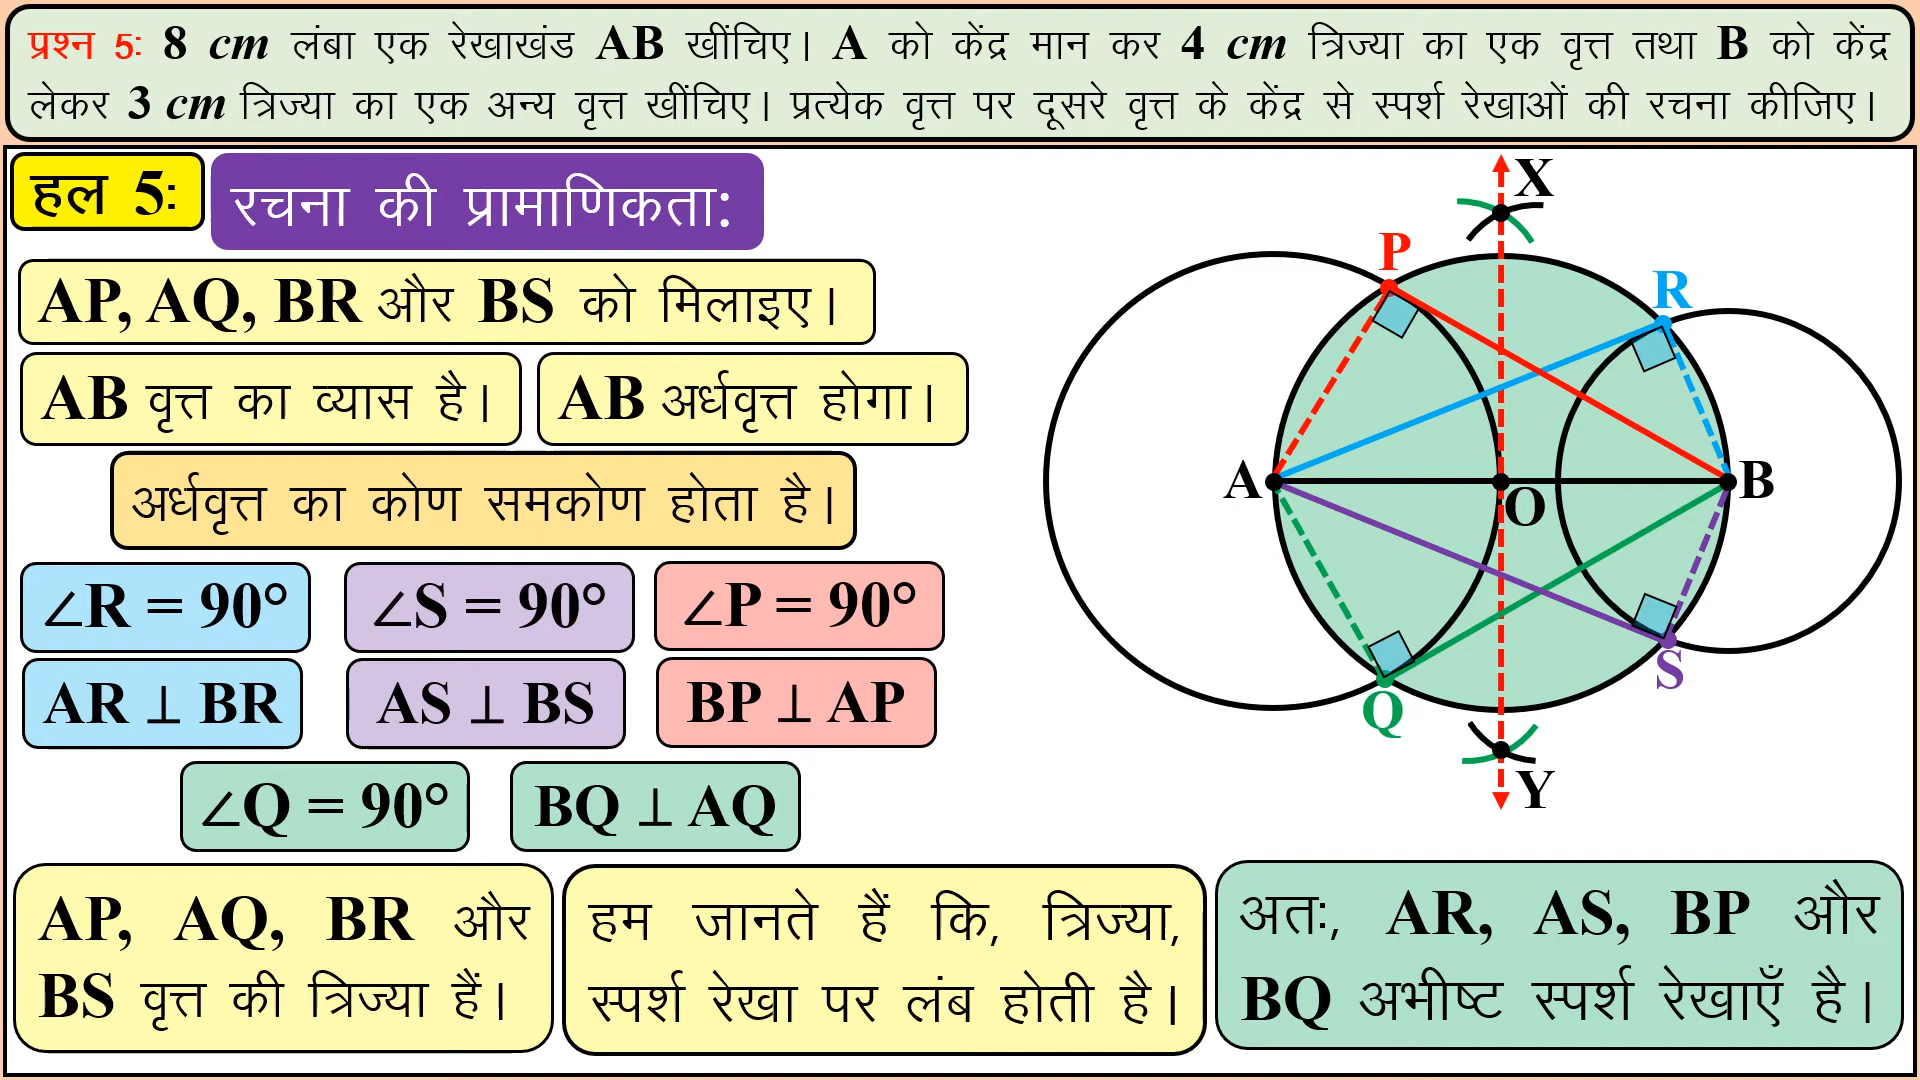 प्रश्न 5: 8 cm लंबा एक रेखाखंड AB खींचिए। A को केंद्र मान कर 4 cm त्रिज्या का एक वृत्त तथा B को केंद्र
लेकर 3 cm त्रिज्या का एक अन्य वृत्त खींचिए। प्रत्येक वृत्त पर दूसरे वृत्त के केंद्र से स्पर्श रेखाओं की रचना कीजिए।
हल 5:
रचना की प्रामाणिकता:
AP, AQ, BR और BS को मिलाइए।
AB वृत्त का व्यास है।
AB अर्धवृत्त होगा।
अर्धवृत्त का कोण समकोण होता है।
∠R = 90°
∠S = 90°
∠P = 90°
AR ⊥ BR
AS ⊥ BS
BP ⊥ AP
∠Q = 90°
BQ ⊥ AQ
AP, AQ, BR और
BS वृत्त की त्रिज्या हैं।
हम जानते हैं कि, त्रिज्या,
स्पर्श रेखा पर लंब होती है।
अतः, AR, AS, BP और
BQ अभीष्ट स्पर्श रेखाएँ है।
X
P
R
A
O
B
S
Q
Y